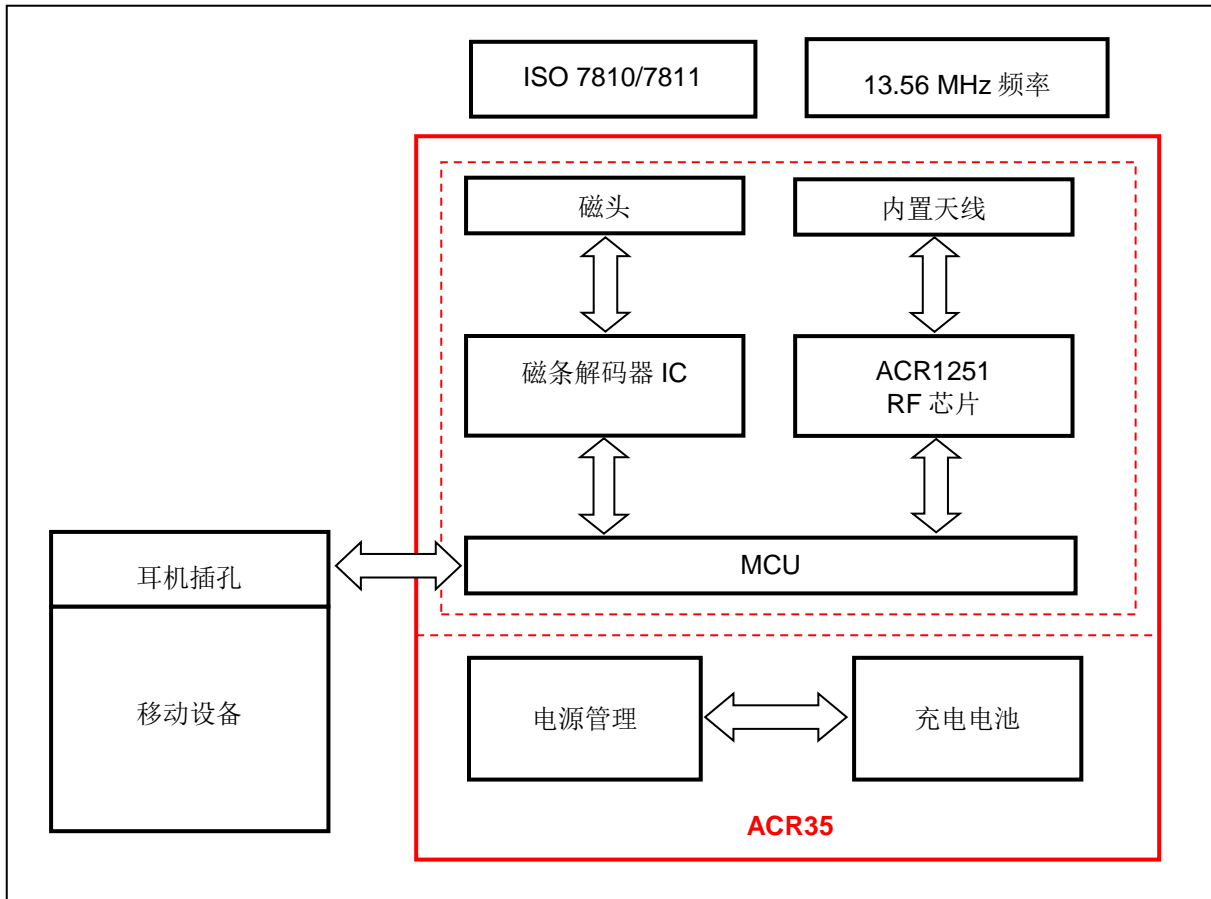 ISO 7810/7811
13.56 MHz 频率
磁头
内置天线
磁条解码器 IC
ACR1251
RF 芯片
MCU
耳机插孔
移动设备
电源管理
充电电池
ACR35